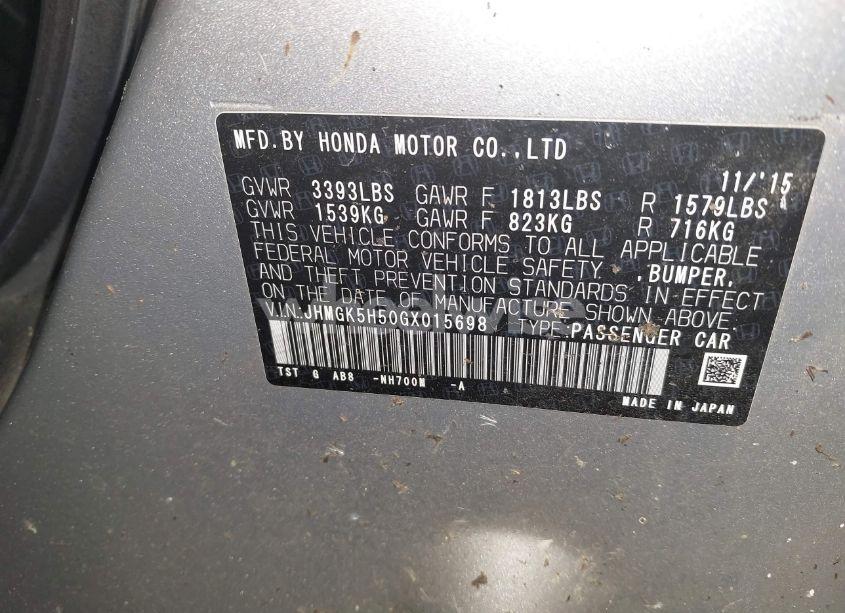 MFD.BY HONDA MOTOR CO.,LTD
11/'15
GVWR 3393LBS GAWR F 1813LBS R 1579LBS
GVWR 1539KG GAWR F 823KG R 716KG
THIS VEHICLE CONFORMS TO ALL APPLICABLE
FEDERAL MOTOR VEHICLE SAFETY ,BUMPER,
AND THEFT PREVENTION STANDARDS IN EFFECT
ON THE DATE OF MANUFACTURE SHOWN ABOVE.
V.I.N.:JHMGK5H50GX015698 TYPE:PASSENGER CAR
TST G AB8 -NH700M -A
MADE IN JAPAN